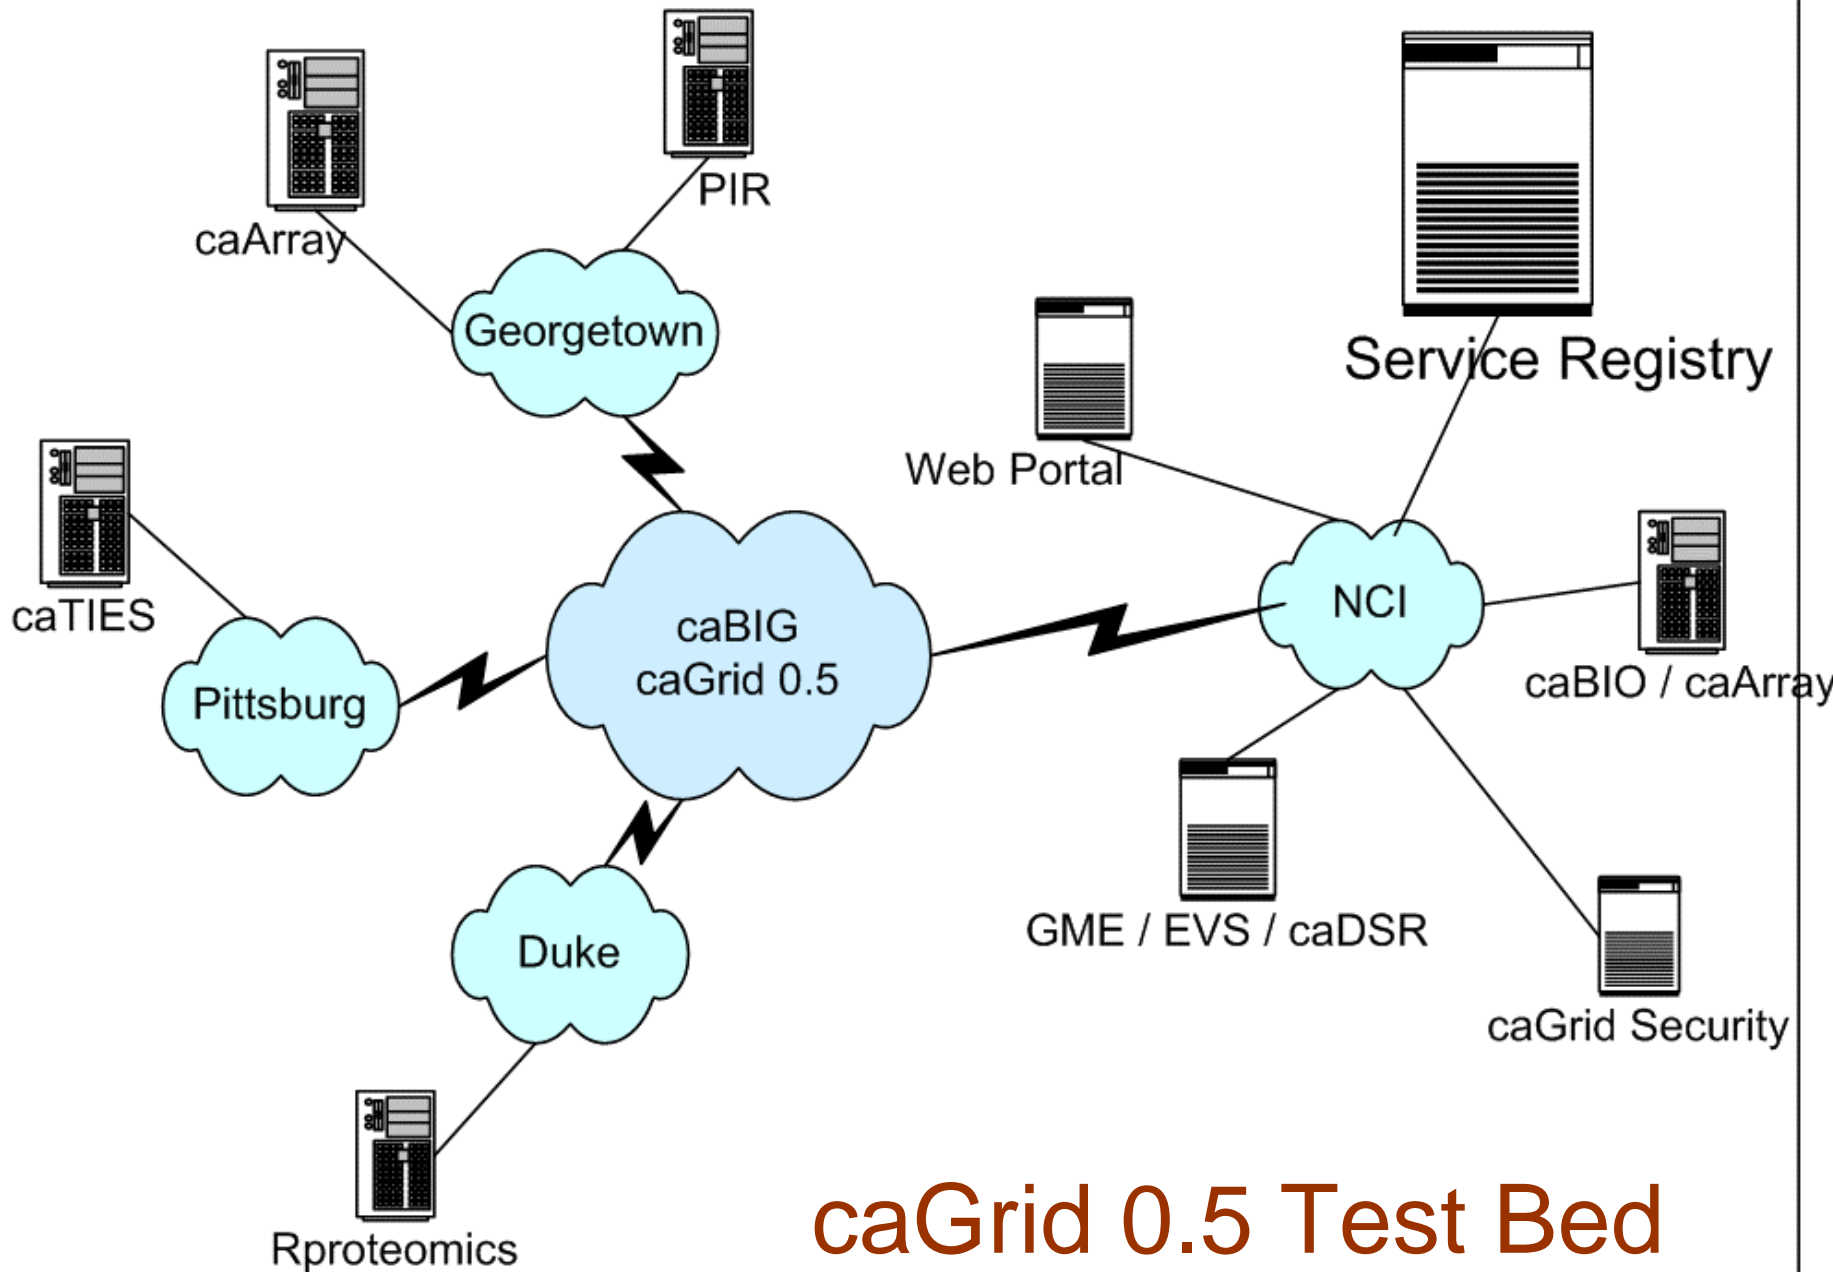 PIR
caArray
Georgetown
Service Registry
Web Portal
caTIES
NCI
caBIG
caGrid 0.5
caBIO / caArray
Pittsburg
GME / EVS / caDSR
Duke
caGrid Security
Rproteomics
caGrid 0.5 Test Bed